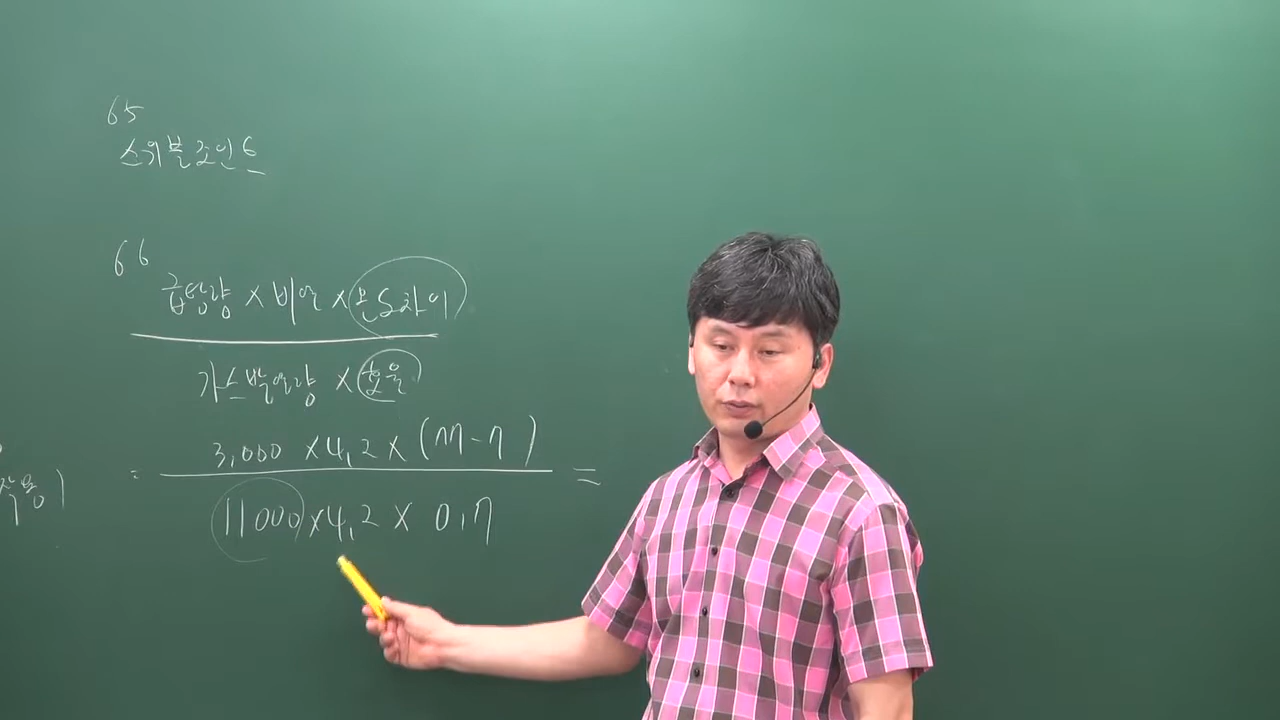 65
스위블조인6
66
급탕량 × 비열 × 온도차이
가스발열량 × 효율
= 3,000 × 4,2 × (77-7) =
11000 × 4,2 × 0,7